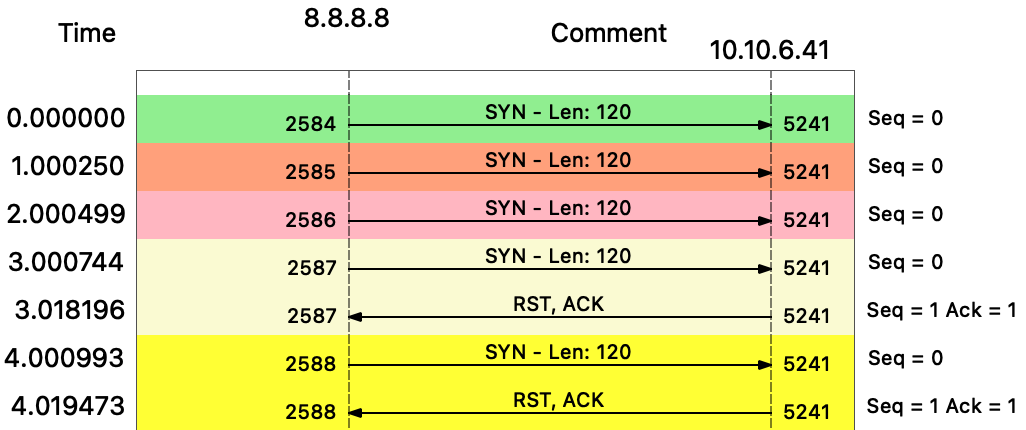 Time 8.8.8.8 Comment 10.10.6.41
0.000000 2584 SYN - Len: 120 5241 Seq = 0
1.000250 2585 SYN - Len: 120 5241 Seq = 0
2.000499 2586 SYN - Len: 120 5241 Seq = 0
3.000744 2587 SYN - Len: 120 5241 Seq = 0
3.018196 2587 RST, ACK 5241 Seq = 1 Ack = 1
4.000993 2588 SYN - Len: 120 5241 Seq = 0
4.019473 2588 RST, ACK 5241 Seq = 1 Ack = 1